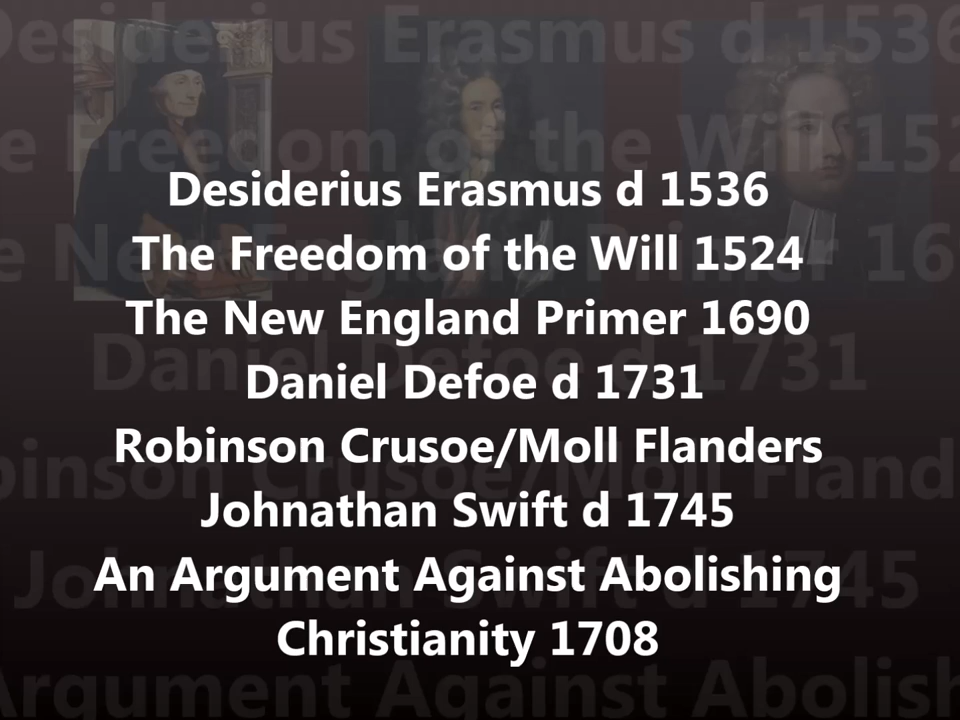 Desiderius Erasmus d 1536
The Freedom of the Will 1524
The New England Primer 1690
Daniel Defoe d 1731
Robinson Crusoe/Moll Flanders
Johnathan Swift d 1745
An Argument Against Abolishing
Christianity 1708